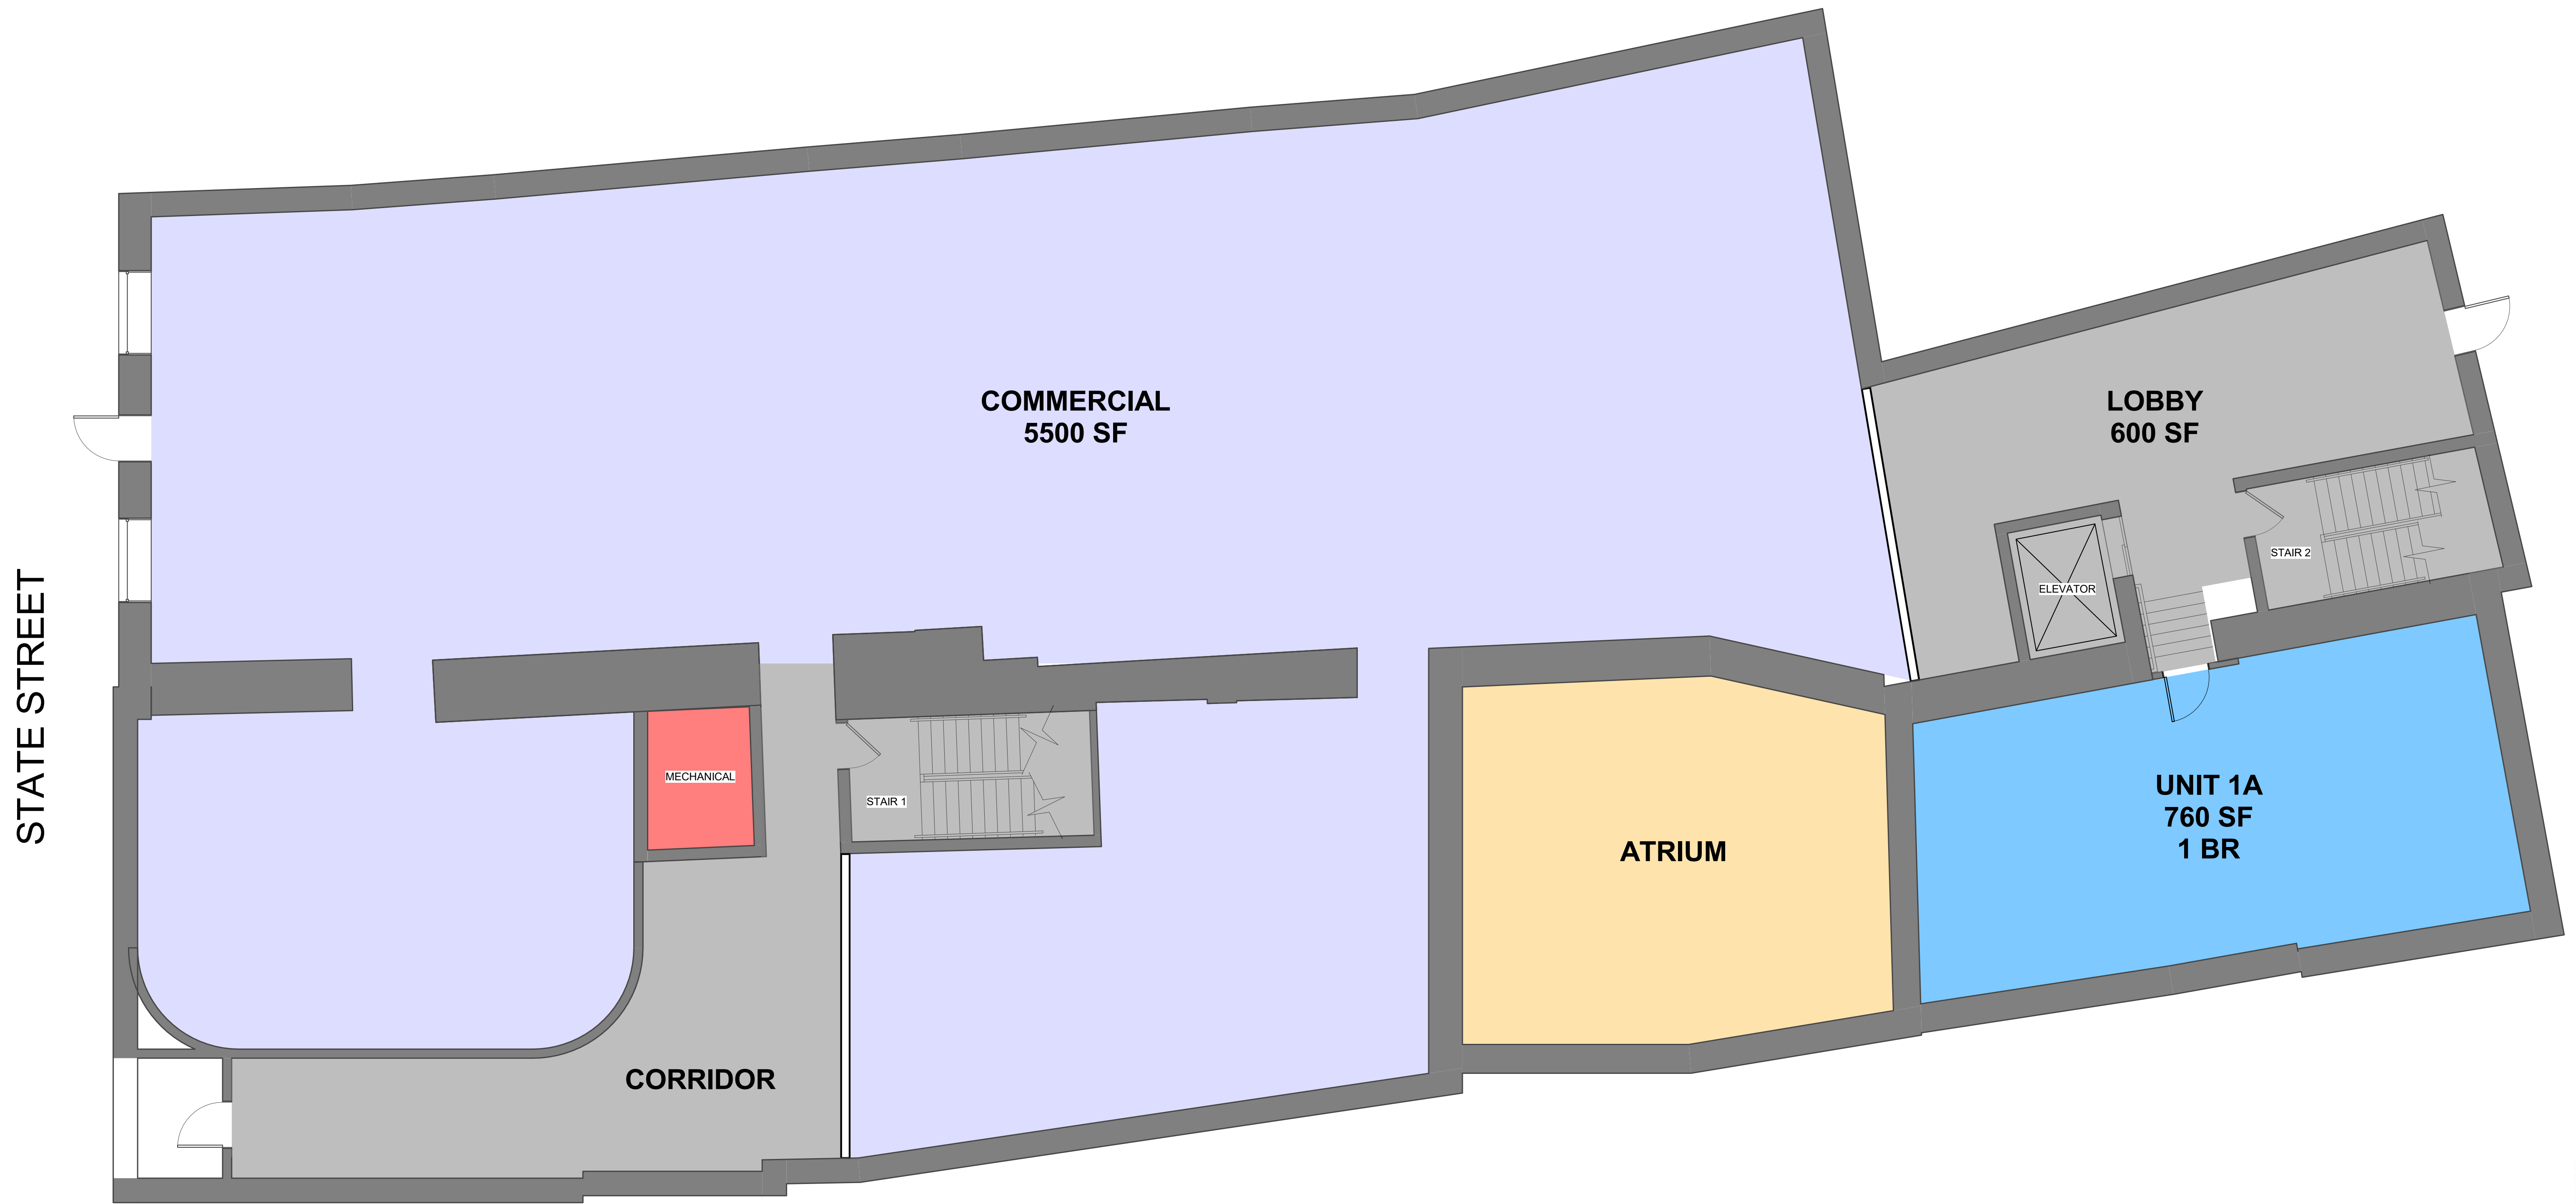 STATE STREET
COMMERCIAL
5500 SF
LOBBY
600 SF
STAIR 2
ELEVATOR
MECHANICAL
STAIR 1
UNIT 1A
760 SF
1 BR
ATRIUM
CORRIDOR